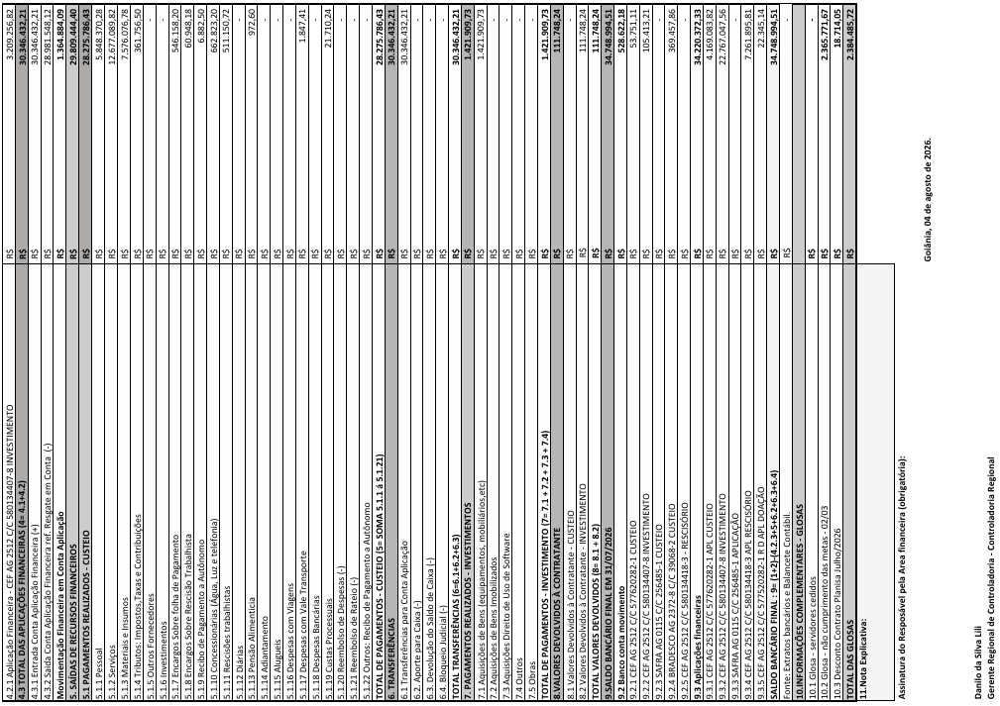 4.2.1 Aplicação Financeira - CEF AG 2512 C/C 580134407-8 INVESTIMENTO R$ 3.209.256,82
4.3 TOTAL DAS APLICAÇÕES FINANCEIRAS (4= 4.1+4.2) R$ 30.346.432,21
4.3.1 Entrada Conta Aplicação Financeira (+) R$ 30.346.432,21
4.3.2 Saída Conta Aplicação Financeira ref. Resgate em Conta (-) R$ 28.981.548,12
Movimentação Financeira em Conta Aplicação R$ 1.364.884,09
5. SAÍDAS DE RECURSOS FINANCEIROS R$ 29.809.444,40
5.1 PAGAMENTOS REALIZADOS - CUSTEIO R$ 28.275.786,43
5.1.1 Pessoal R$ 5.848.370,28
5.1.2 Serviços R$ 12.677.089,82
5.1.3 Matérias e Insumos R$ 7.576.076,78
5.1.4 Tributos: Impostos,Taxas e Contribuições R$ 361.756,50
5.1.5 Outros Fornecedores R$ -
5.1.6 Investimentos R$ -
5.1.7 Encargos Sobre folha de Pagamento R$ 546.158,20
5.1.8 Encargos Sobre Rescisão Trabalhista R$ 60.948,18
5.1.9 Recibo de Pagamento a Autônomo R$ 6.882,50
5.1.10 Concessionárias (Água, Luz e telefonia) R$ 662.823,20
5.1.11 Rescisões trabalhistas R$ 511.150,72
5.1.12 Diárias R$ -
5.1.13 Pensão Alimentícia R$ 972,60
5.1.14 Adiantamento R$ -
5.1.15 Alugueis R$ -
5.1.16 Despesas com Viagens R$ -
5.1.17 Despesas com Vale Transporte R$ 1.847,41
5.1.18 Despesas Bancárias R$ -
5.1.19 Custas Processuais R$ 21.710,24
5.1.20 Reembolso de Despesas (-) R$ -
5.1.21 Reembolso de Rateio (-) R$ -
5.1.22 Outros: Recibo de Pagamento a Autônomo R$ -
TOTAL DE PAGAMENTOS - CUSTEIO (5= SOMA 5.1.1 á 5.1.21) R$ 28.275.786,43
6. TRANSFERÊNCIAS R$ 30.346.432,21
6.1 Transferências para Conta Aplicação R$ 30.346.432,21
6.2. Aporte para Caixa (-) R$ -
6.3. Devolução de Saldo de Caixa (-) R$ -
6.4. Bloqueio Judicial (-) R$ -
TOTAL TRANSFERÊNCIAS (6=6.1+6.2+6.3) R$ 30.346.432,21
7. PAGAMENTOS REALIZADOS - INVESTIMENTOS R$ 1.421.909,73
7.1 Aquisições de Bens (equipamentos, mobiliários,etc) R$ 1.421.909,73
7.2 Aquisições de Bens Imobilizados R$ -
7.3 Aquisições Direito de Uso de Software R$ -
7.4 Outros R$ -
7.5 Obras R$ -
TOTAL DE PAGAMENTOS - INVESTIMENTO (7= 7.1 + 7.2 + 7.3 + 7.4) R$ 1.421.909,73
8.VALORES DEVOLVIDOS À CONTRATANTE R$ 111.748,24
8.1 Valores Devolvidos à Contratante - CUSTEIO R$ -
8.2 Valores Devolvidos à Contratante - INVESTIMENTO R$ 111.748,24
TOTAL VALORES DEVOLVIDOS (8= 8.1 + 8.2) R$ 111.748,24
9.SALDO BANCÁRIO FINAL EM 31/07/2026 R$ 34.748.994,51
9.2 Banco conta movimento R$ 528.622,18
9.2.1 CEF AG 2512 C/C 577620282-1 CUSTEIO R$ 53.751,11
9.2.2 CEF AG 2512 C/C 580134407-8 INVESTIMENTO R$ 105.413,21
9.2.3 SAFRA AG 0115 C/C 256485-1 CUSTEIO R$ -
9.2.4 BRADESCO AG 2372-8 C/C 39068-2 CUSTEIO R$ 369.457,86
9.2.5 CEF AG 2512 C/C 580134418-3 - RESCISÓRIO R$ -
9.3 Aplicações financeiras R$ 34.220.372,33
9.3.1 CEF AG 2512 C/C 577620282-1 APL CUSTEIO R$ 4.169.083,82
9.3.2 CEF AG 2512 C/C 580134407-8 INVESTIMENTO R$ 22.767.047,56
9.3.3 SAFRA AG 0115 C/C 256485-1 APLICAÇÃO R$ -
9.3.4 CEF AG 2512 C/C 580134418-3 APL RESCISÓRIO R$ 7.261.895,81
9.3.5 CEF AG 2512 C/C 577520282-1 R D APL DOAÇÃO R$ 22.345,14
SALDO BANCÁRIO FINAL : 9= (1+2)-(4.2.3+5+6.2+6.3+6.4) R$ 34.748.994,51
Fonte: Extratos bancários e Balancete Contábil. R$
10.INFORMAÇÕES COMPLEMENTARES - GLOSAS
10.1 Glosa - servidores cedidos R$ -
10.2 Glosa - não cumprimento das metas - 02/03 R$ 2.365.771,67
10.3 Desconto Contrato Planisa Julho/2026 R$ 18.714,05
TOTAL DAS GLOSAS R$ 2.384.485,72
11.Nota Explicativa:
Assinatura do Resposável pela Area financeira (obrigatória):
Goiânia, 04 de agosto de 2026.
Danilo da Silva Lili
Gerente Regional de Controladoria - Controladoria Regional